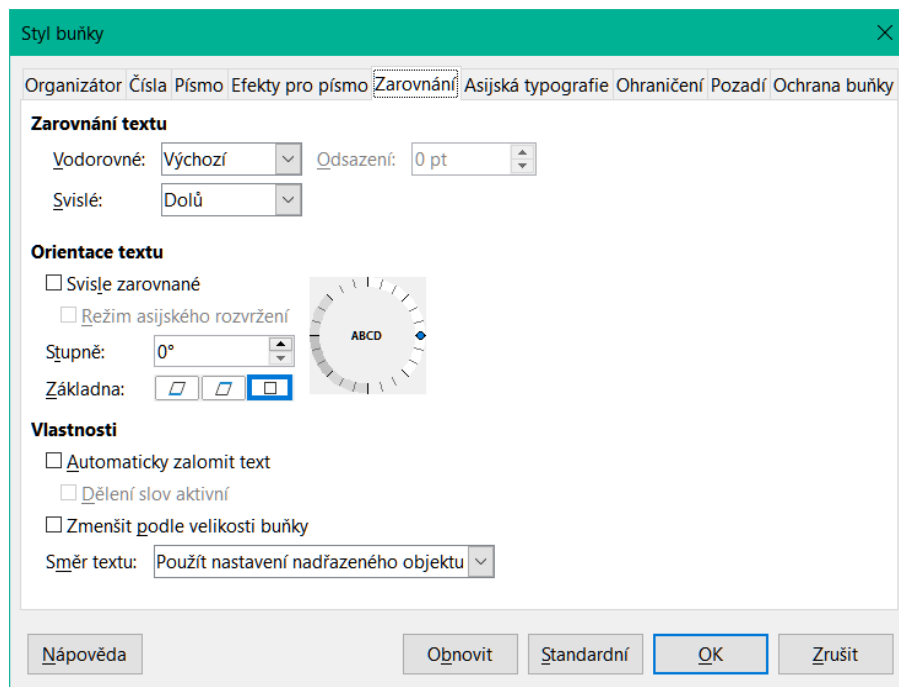 Styl buňky
Organizátor Čísla Písmo Efekty pro písmo Zarovnání Asijská typografie Ohraničení Pozadí Ochrana buňky
Zarovnání textu
Vodorovné: Výchozí Odsazení: 0 pt
Svislé: Dolů
Orientace textu
Svisle zarovnané
Režim asijského rozvržení
ABCD
Stupně: 0°
Základna:
Vlastnosti
Automaticky zalomit text
Dělení slov aktivní
Zmenšit podle velikosti buňky
Směr textu: Použít nastavení nadřazeného objektu
Nápověda Obnovit Standardní OK Zrušit